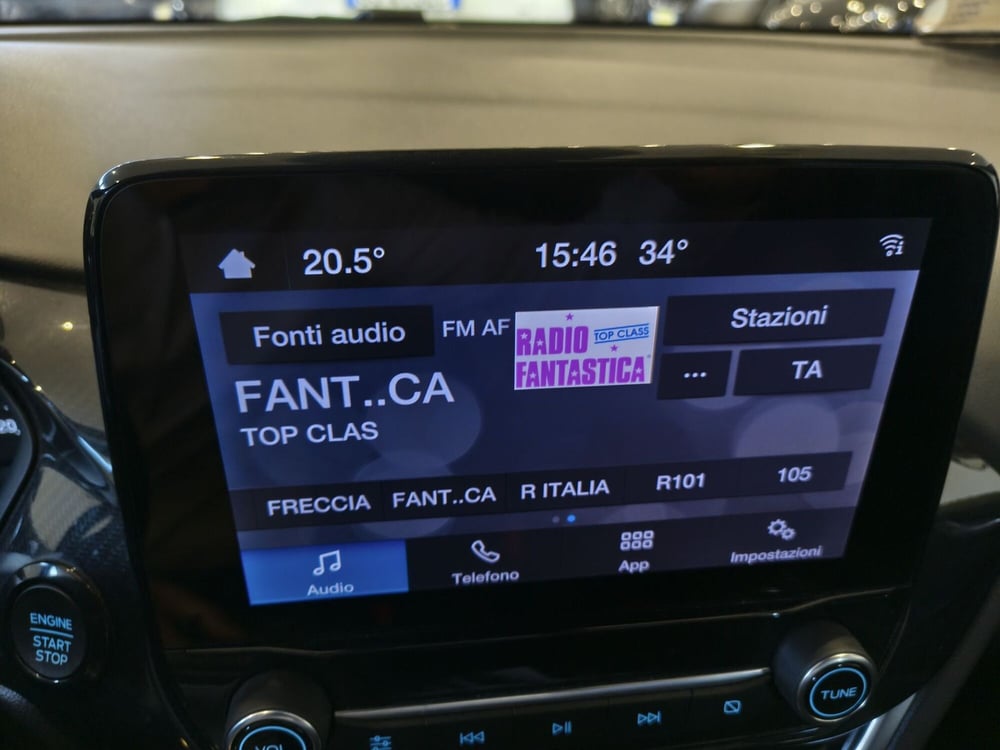 20.5° 15:46 34°
Fonti audio FM AF RADIO TOP CLASS FANTASTICA Stazioni
... TA
FANT..CA
TOP CLAS
FRECCIA FANT..CA R ITALIA R101 105
Audio Telefono App Impostazioni
ENGINE
START
STOP
VOL
TUNE